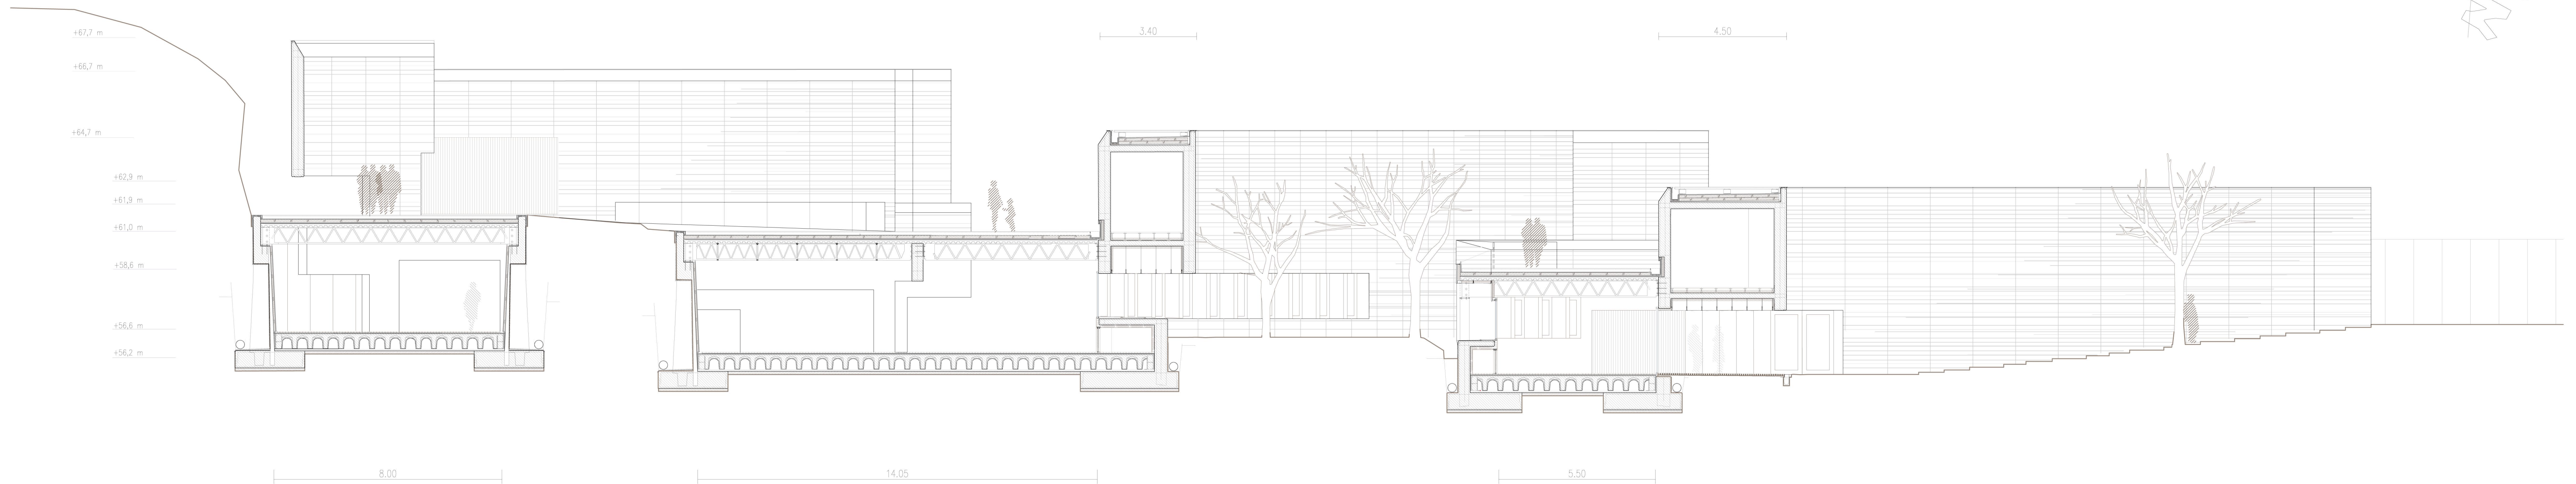 +67,7 m
3,40
4,50
+66,7 m
+64,7 m
+62,9 m
+61,9 m
+61,0 m
+58,6 m
+56,6 m
+56,2 m
8.00
14.05
5.50